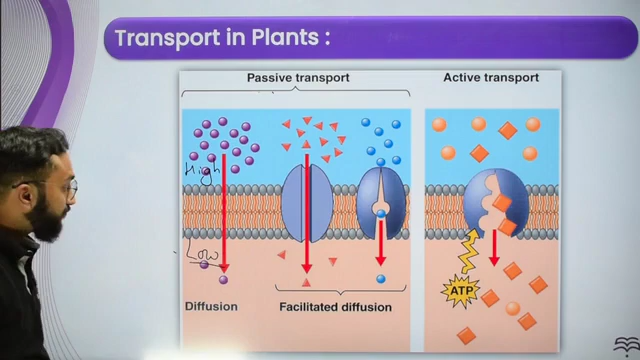 Transport in Plants :
Passive transport
Active transport
High
Low
ATP
Diffusion
Facilitated diffusion